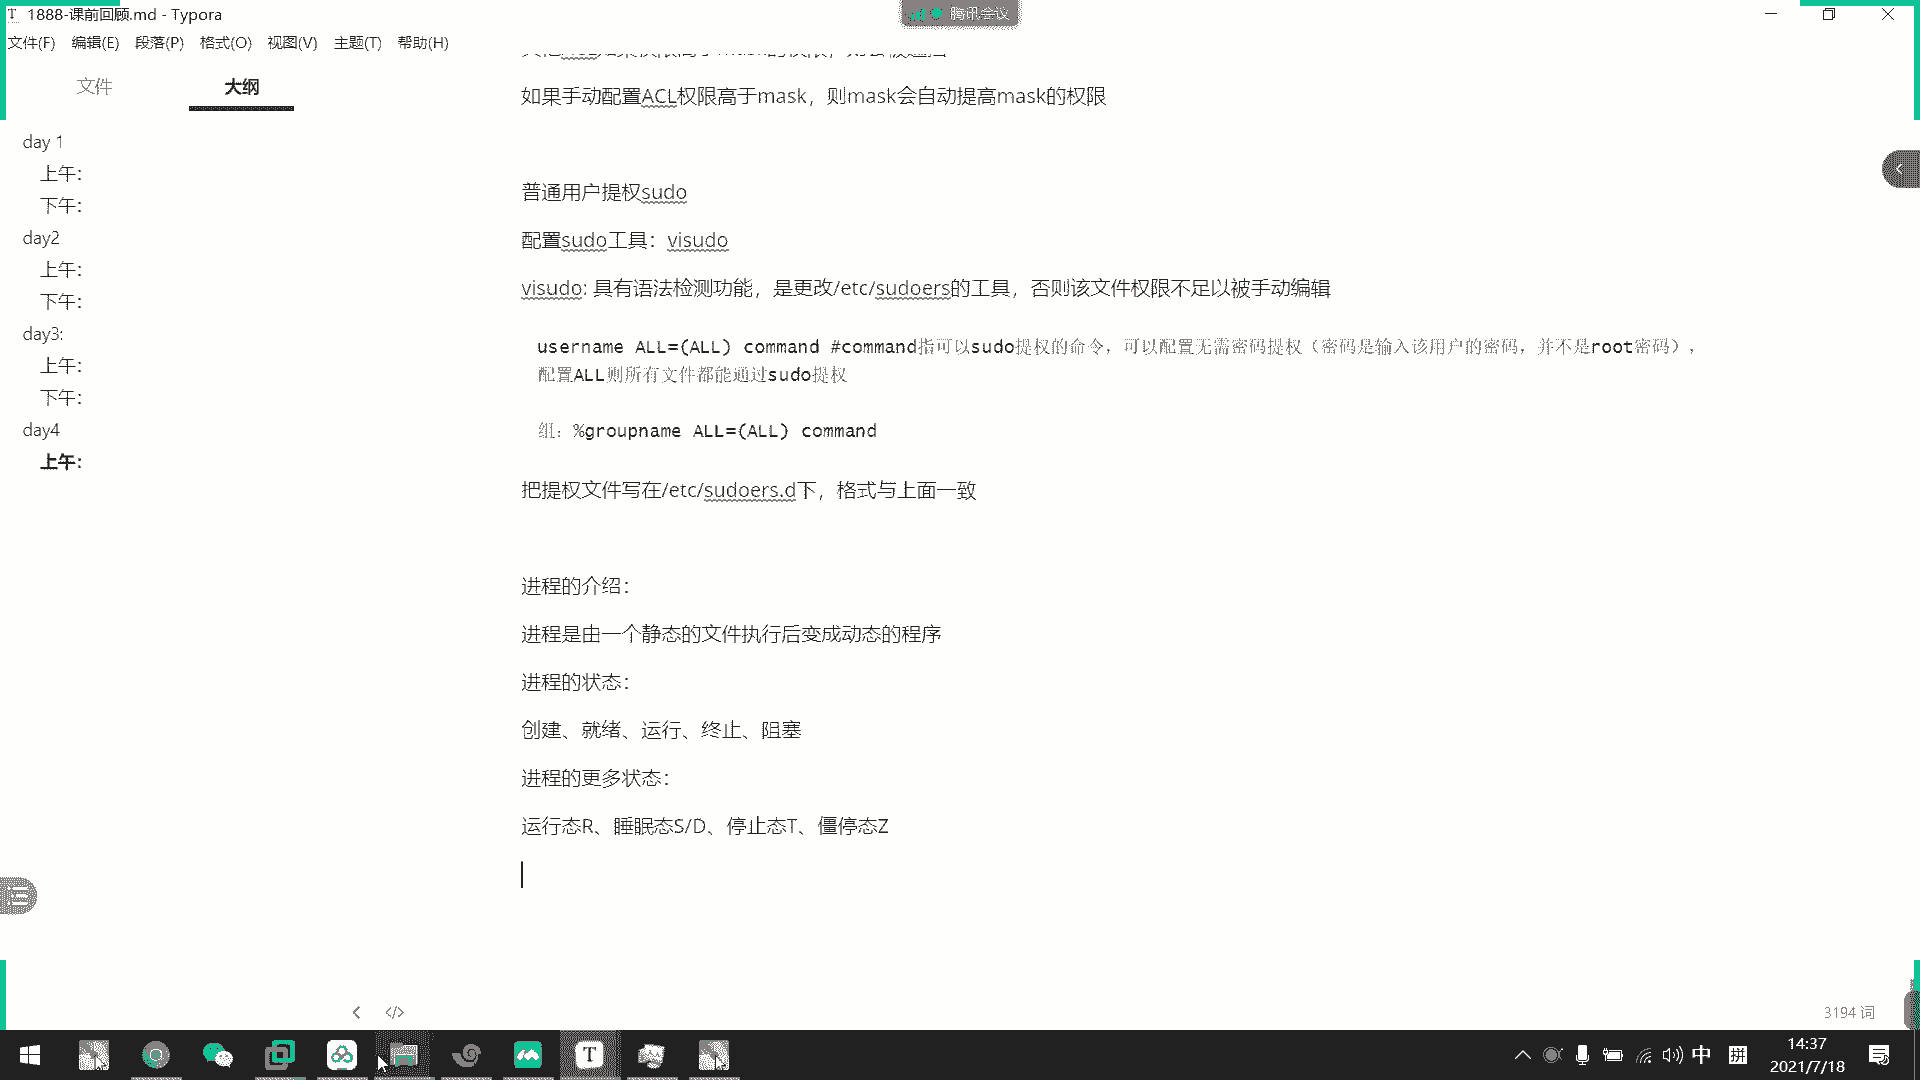 1888-课前回顾.md - Typora
腾讯会议
文件(F) 编辑(E) 段落(P) 格式(O) 视图(V) 主题(T) 帮助(H)
文件 大纲
day 1
上午：
下午：
day2
上午：
下午：
day3:
上午：
下午：
day4
上午：
如果手动配置ACL权限高于mask，则mask会自动提高mask的权限
普通用户提权sudo
配置sudo工具：visudo
visudo: 具有语法检测功能，是更改/etc/sudoers的工具，否则该文件权限不足以被手动编辑
username ALL=(ALL) command #command指可以sudo提权的命令，可以配置无需密码提权（密码是输入该用户的密码，并不是root密码），
配置ALL则所有文件都能通过sudo提权
组：%groupname ALL=(ALL) command
把提权文件写在/etc/sudoers.d下，格式与上面一致
进程的介绍：
进程是由一个静态的文件执行后变成动态的程序
进程的状态：
创建、就绪、运行、终止、阻塞
进程的更多状态：
运行态R、睡眠态S/D、停止态T、僵停态Z
3194 词
中 拼
14:37
2021/7/18